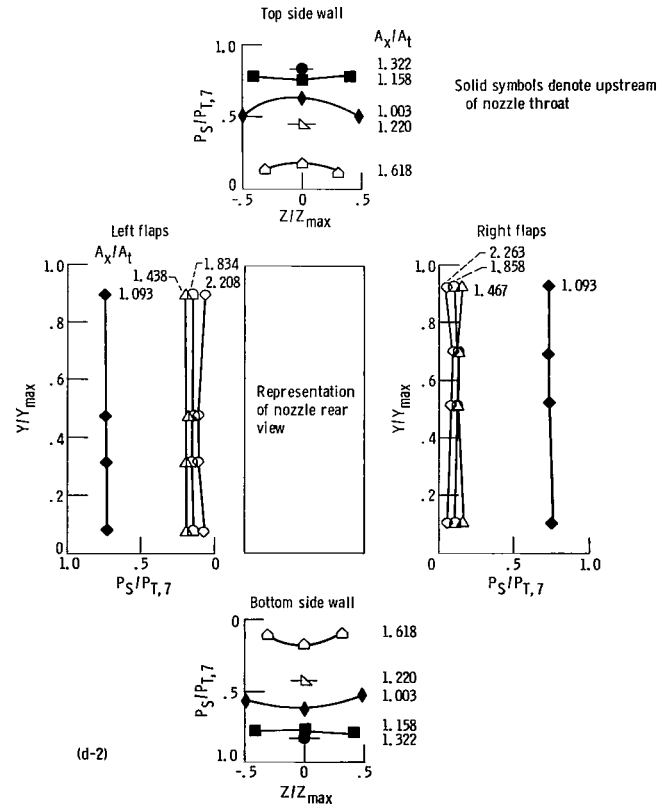 Top side wall
A_x/A_t
1.0
.5
0
P_S/P_T,7
1.322
1.158
1.003
1.220
1.618
-.5
0
.5
Z/Z_max
Solid symbols denote upstream
of nozzle throat
Left flaps
A_x/A_t
1.438
1.834
2.208
1.093
1.0
.8
.6
.4
.2
0
Y/Y_max
1.0
.5
0
P_S/P_T,7
Representation
of nozzle rear
view
Right flaps
2.263
1.858
1.467
1.093
1.0
.8
.6
.4
.2
0
Y/Y_max
0
.5
1.0
P_S/P_T,7
Bottom side wall
0
.5
1.0
P_S/P_T,7
1.618
1.220
1.003
1.158
1.322
-.5
0
.5
Z/Z_max
(d-2)